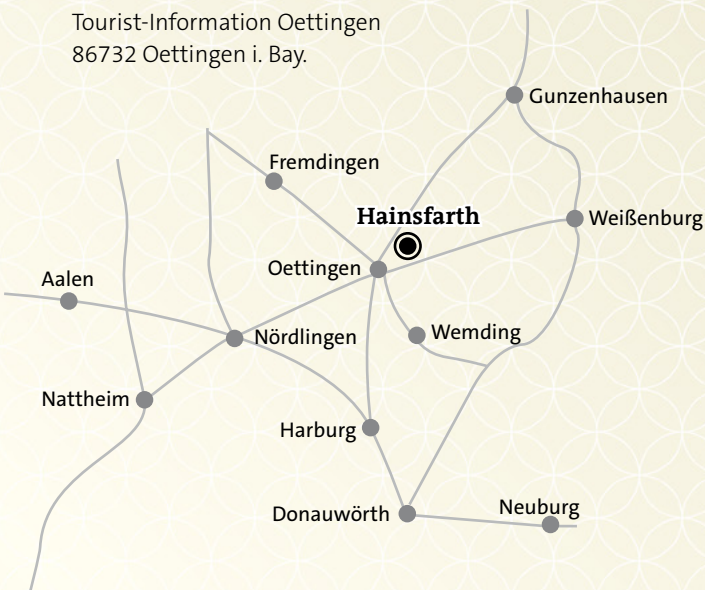 Tourist-Information Oettingen
86732 Oettingen i. Bay.
Gunzenhausen
Fremdingen
Hainsfarth
Weißenburg
Oettingen
Aalen
Wemding
Nördlingen
Nattheim
Harburg
Neuburg
Donauwörth